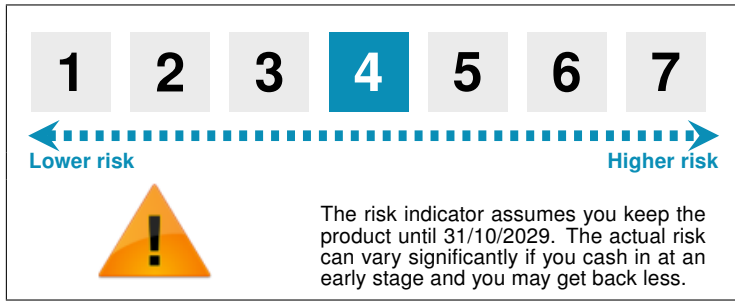 1 2 3 4 5 6 7
Lower risk Higher risk
!
The risk indicator assumes you keep the
product until 31/10/2029. The actual risk
can vary significantly if you cash in at an
early stage and you may get back less.